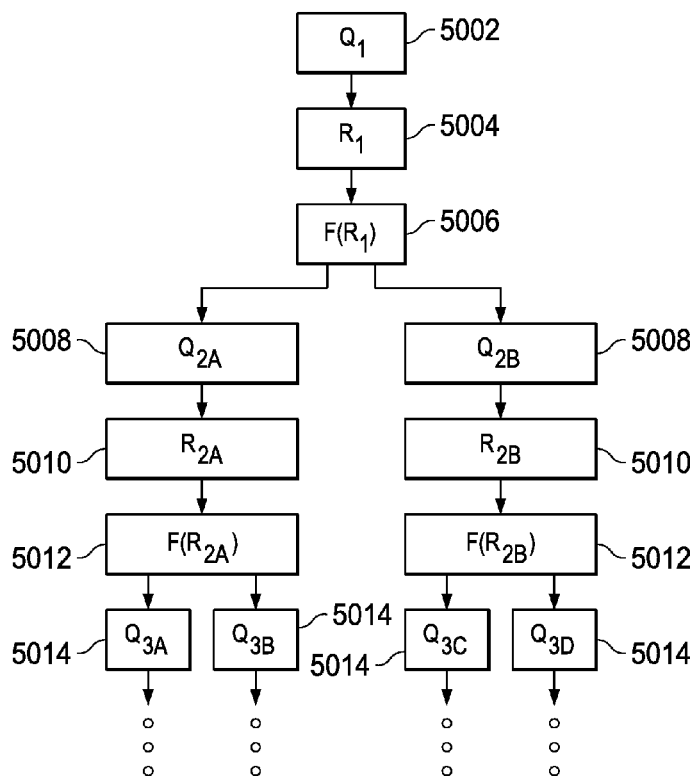 Q1 5002
R1 5004
F(R1) 5006
5008 Q2A Q2B 5008
5010 R2A R2B 5010
5012 F(R2A) F(R2B) 5012
5014 Q3A Q3B 5014 5014 Q3C Q3D 5014